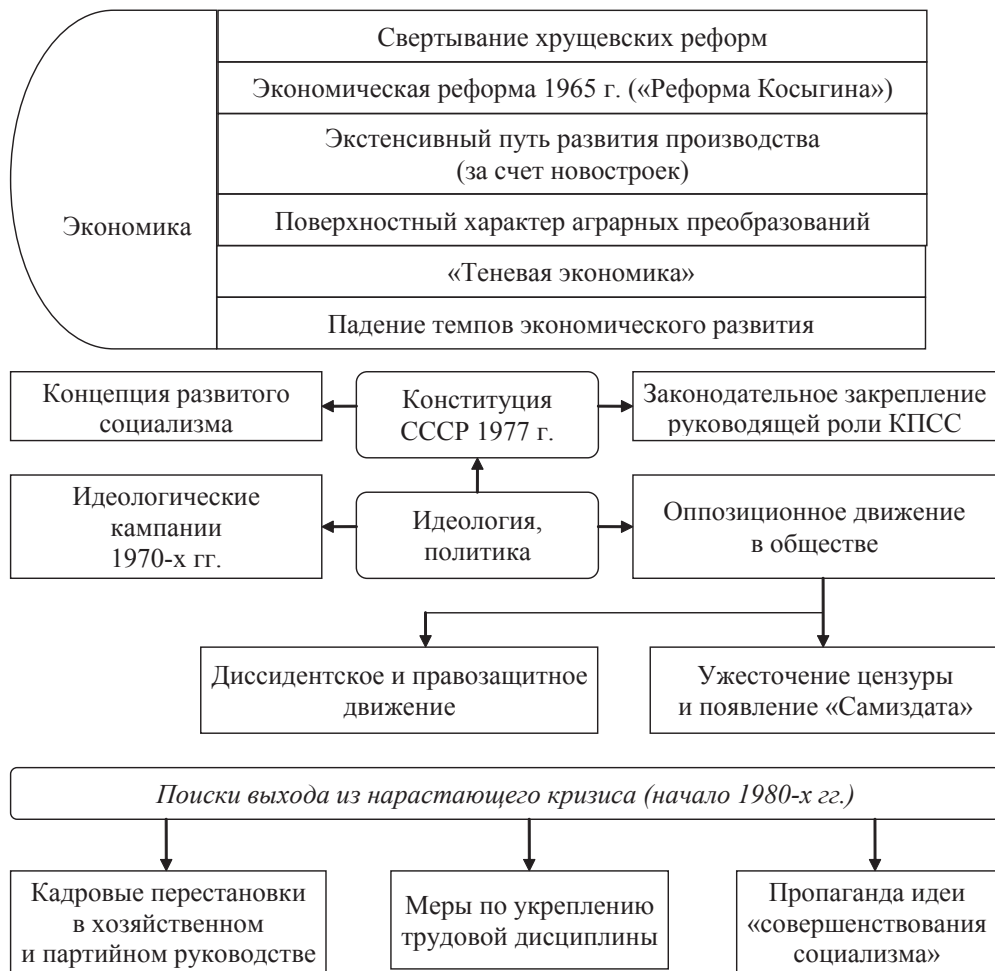 Свертывание хрущевских реформ
Экономическая реформа 1965 г. («Реформа Косыгина»)
Экстенсивный путь развития производства
(за счет новостроек)
Экономика
Поверхностный характер аграрных преобразований
«Теневая экономика»
Падение темпов экономического развития
Концепция развитого
социализма
Конституция
СССР 1977 г.
Законодательное закрепление
руководящей роли КПСС
Идеологические
кампании
1970-х гг.
Идеология,
политика
Оппозиционное движение
в обществе
Диссидентское и правозащитное
движение
Ужесточение цензуры
и появление «Самиздата»
Поиски выхода из нарастающего кризиса (начало 1980-х гг.)
Кадровые перестановки
в хозяйственном
и партийном руководстве
Меры по укреплению
трудовой дисциплины
Пропаганда идеи
«совершенствования
социализма»